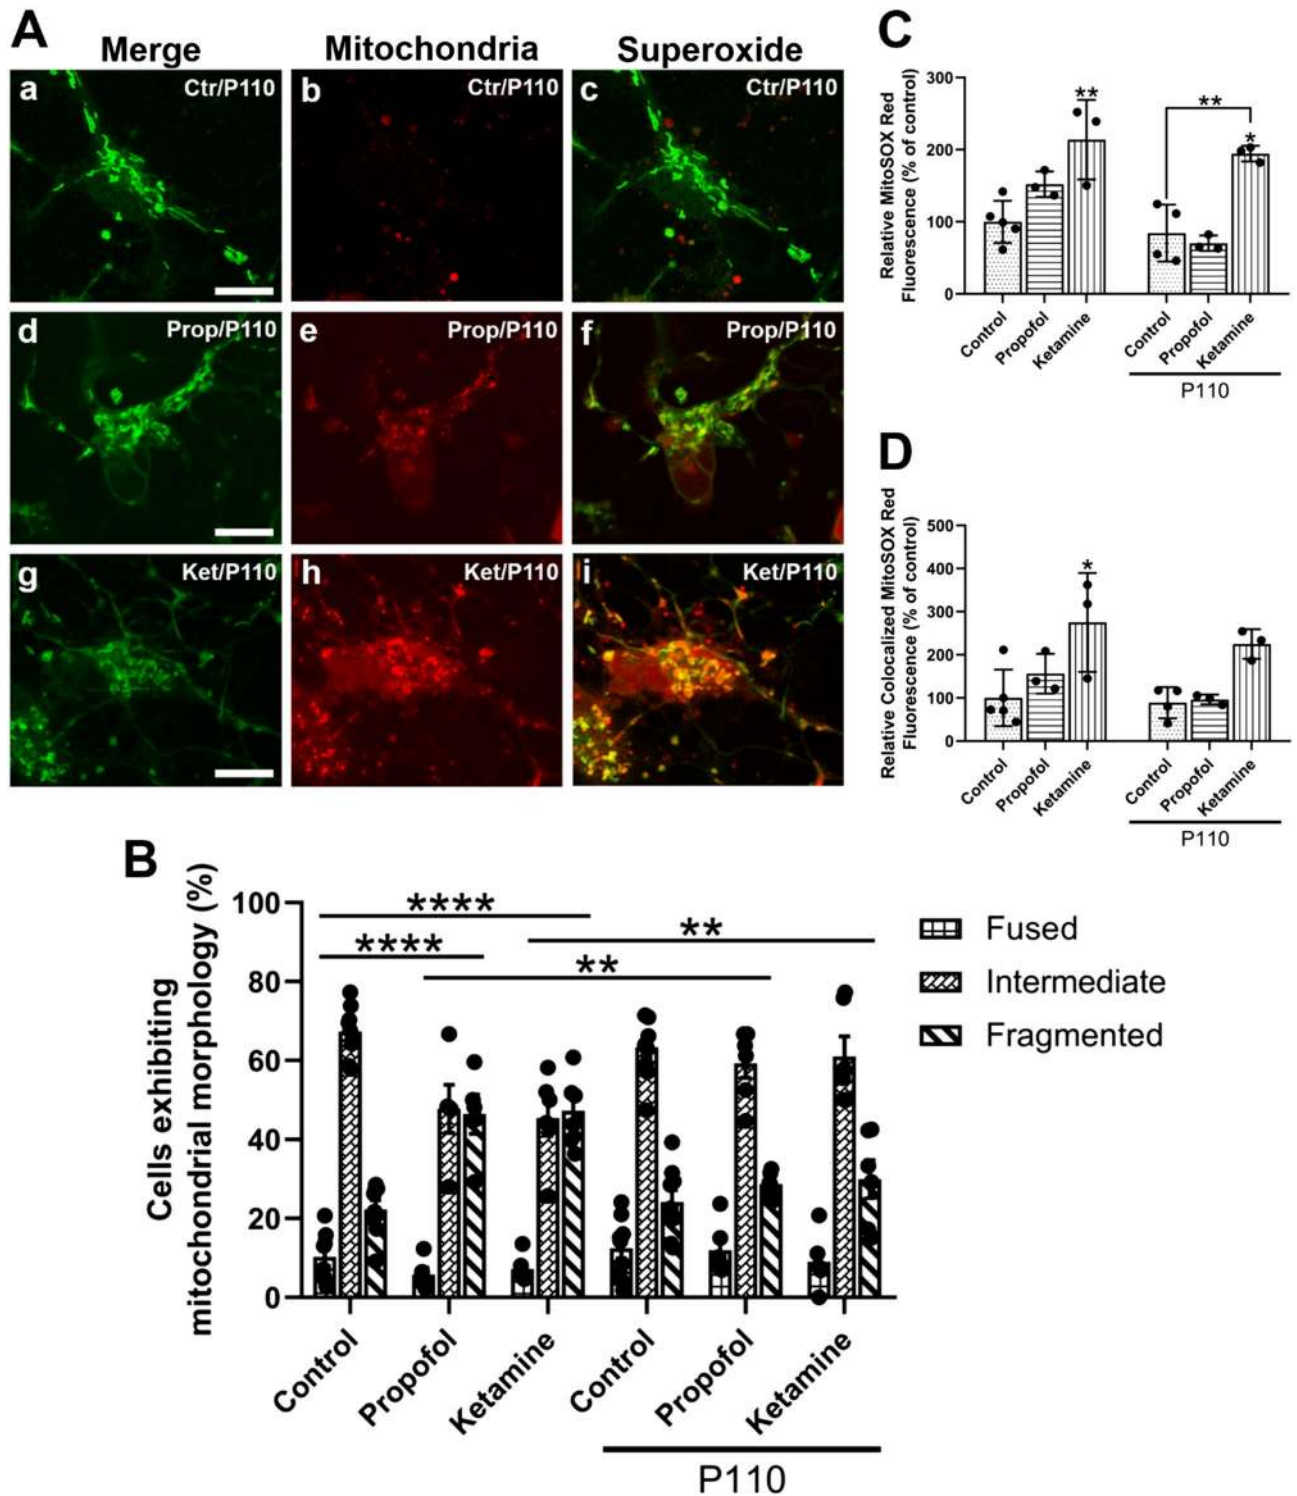 A
Merge
Mitochondria
Superoxide
a
Ctr/P110
b
Ctr/P110
c
Ctr/P110
d
Prop/P110
e
Prop/P110
f
Prop/P110
g
Ket/P110
h
Ket/P110
i
Ket/P110
C
Relative MitoSOX Red
Fluorescence (% of control)
300
200
100
0
**
**
*
Control
Propofol
Ketamine
Control
Propofol
Ketamine
P110
D
Relative Colocalized MitoSOX Red
Fluorescence (% of control)
500
400
300
200
100
0
*
Control
Propofol
Ketamine
Control
Propofol
Ketamine
P110
B
Cells exhibiting
mitochondrial morphology (%)
100
80
60
40
20
0
****
****
**
**
Control
Propofol
Ketamine
Control
Propofol
Ketamine
P110
Fused
Intermediate
Fragmented